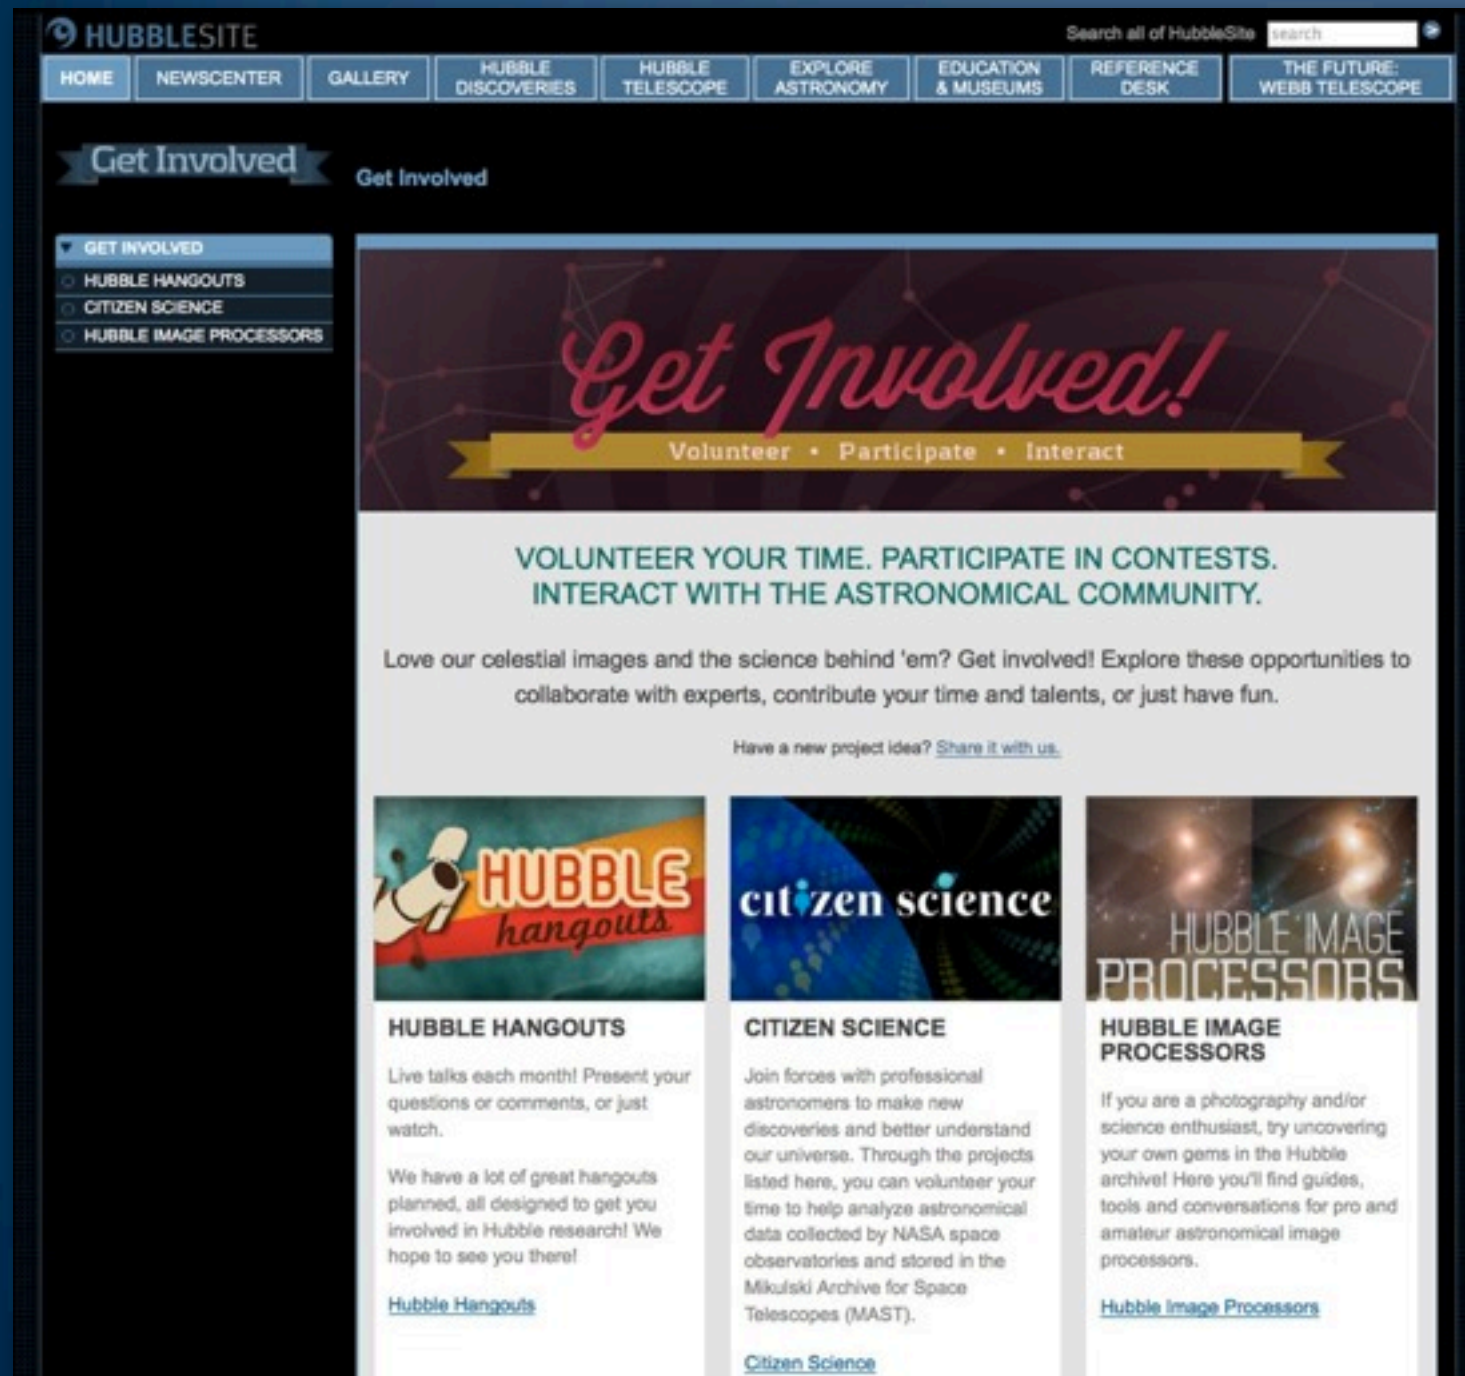 HUBBLESITE
Search all of HubbleSite search
HOME
NEWSCENTER
GALLERY
HUBBLE
DISCOVERIES
HUBBLE
TELESCOPE
EXPLORE
ASTRONOMY
EDUCATION
& MUSEUMS
REFERENCE
DESK
THE FUTURE:
WEBB TELESCOPE
Get Involved
Get Involved
GET INVOLVED
HUBBLE HANGOUTS
CITIZEN SCIENCE
HUBBLE IMAGE PROCESSORS
Get Involved!
Volunteer • Participate • Interact
VOLUNTEER YOUR TIME. PARTICIPATE IN CONTESTS.
INTERACT WITH THE ASTRONOMICAL COMMUNITY.
Love our celestial images and the science behind 'em? Get involved! Explore these opportunities to
collaborate with experts, contribute your time and talents, or just have fun.
Have a new project idea? Share it with us.
HUBBLE
hangouts
HUBBLE HANGOUTS
Live talks each month! Present your
questions or comments, or just
watch.
We have a lot of great hangouts
planned, all designed to get you
involved in Hubble research! We
hope to see you there!
Hubble Hangouts
citizen science
CITIZEN SCIENCE
Join forces with professional
astronomers to make new
discoveries and better understand
our universe. Through the projects
listed here, you can volunteer your
time to help analyze astronomical
data collected by NASA space
observatories and stored in the
Mikulski Archive for Space
Telescopes (MAST).
Citizen Science
HUBBLE IMAGE
PROCESSORS
HUBBLE IMAGE
PROCESSORS
If you are a photography and/or
science enthusiast, try uncovering
your own gems in the Hubble
archive! Here you'll find guides,
tools and conversations for pro and
amateur astronomical image
processors.
Hubble Image Processors